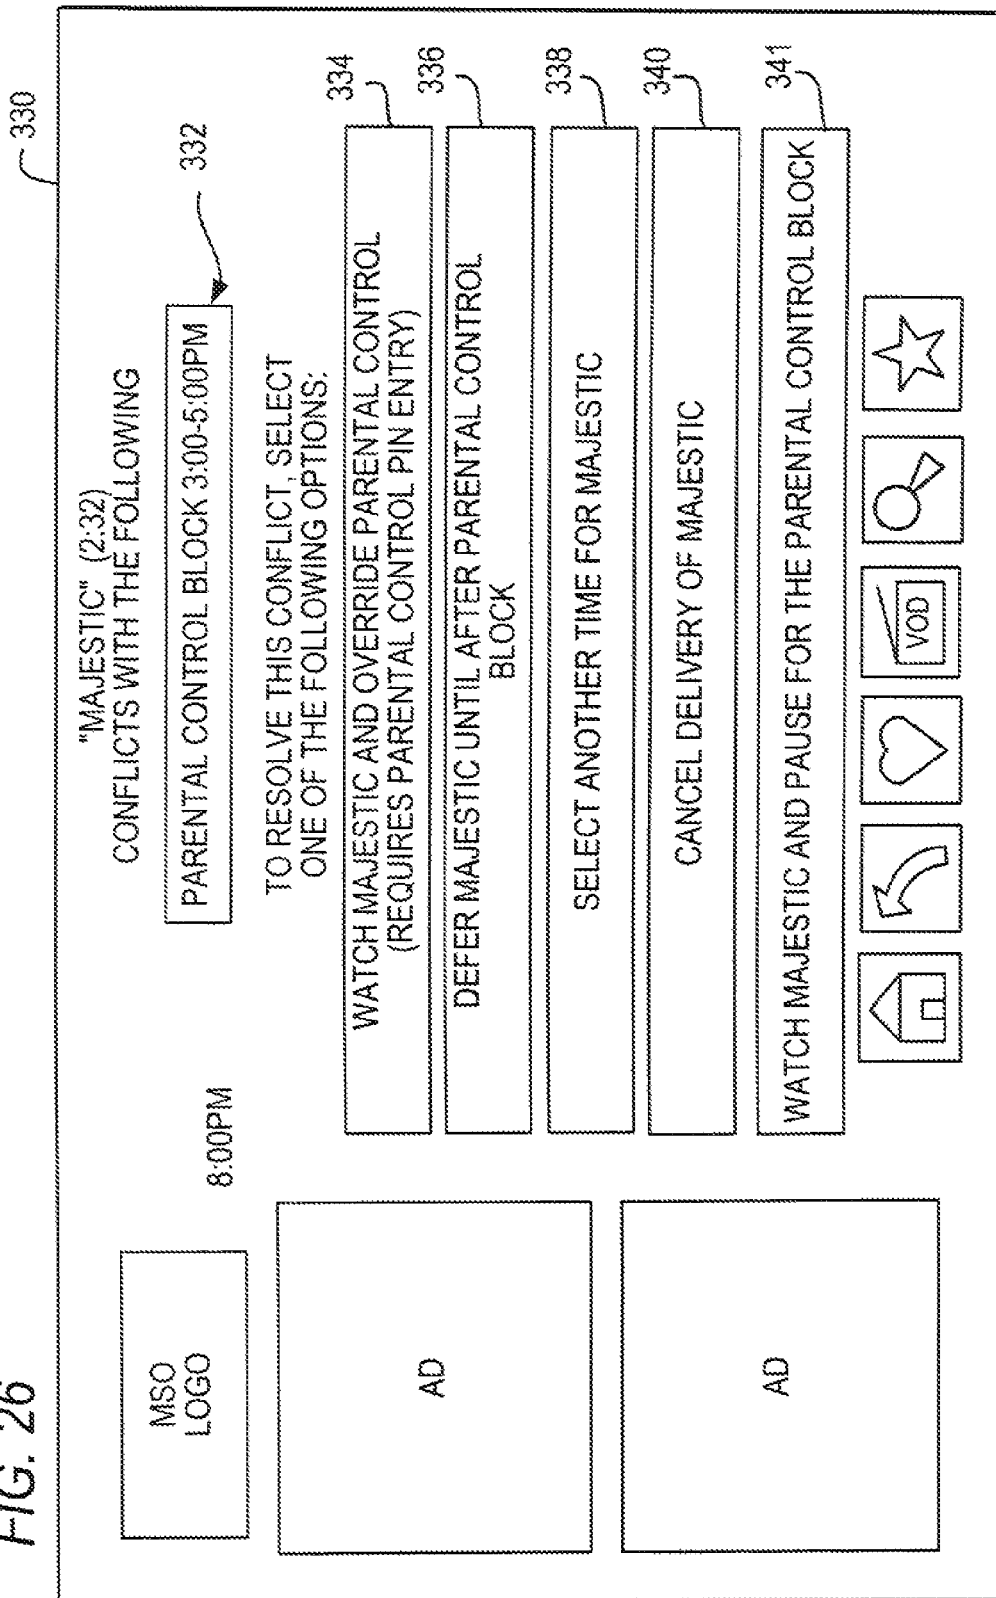 FIG. 26
330
MSO
LOGO
8:00PM
"MAJESTIC" (2:32)
CONFLICTS WITH THE FOLLOWING
PARENTAL CONTROL BLOCK 3:00-5:00PM
332
TO RESOLVE THIS CONFLICT, SELECT
ONE OF THE FOLLOWING OPTIONS:
AD
WATCH MAJESTIC AND OVERRIDE PARENTAL CONTROL
(REQUIRES PARENTAL CONTROL PIN ENTRY)
334
DEFER MAJESTIC UNTIL AFTER PARENTAL CONTROL
BLOCK
336
SELECT ANOTHER TIME FOR MAJESTIC
338
AD
CANCEL DELIVERY OF MAJESTIC
340
WATCH MAJESTIC AND PAUSE FOR THE PARENTAL CONTROL BLOCK
341
VOD